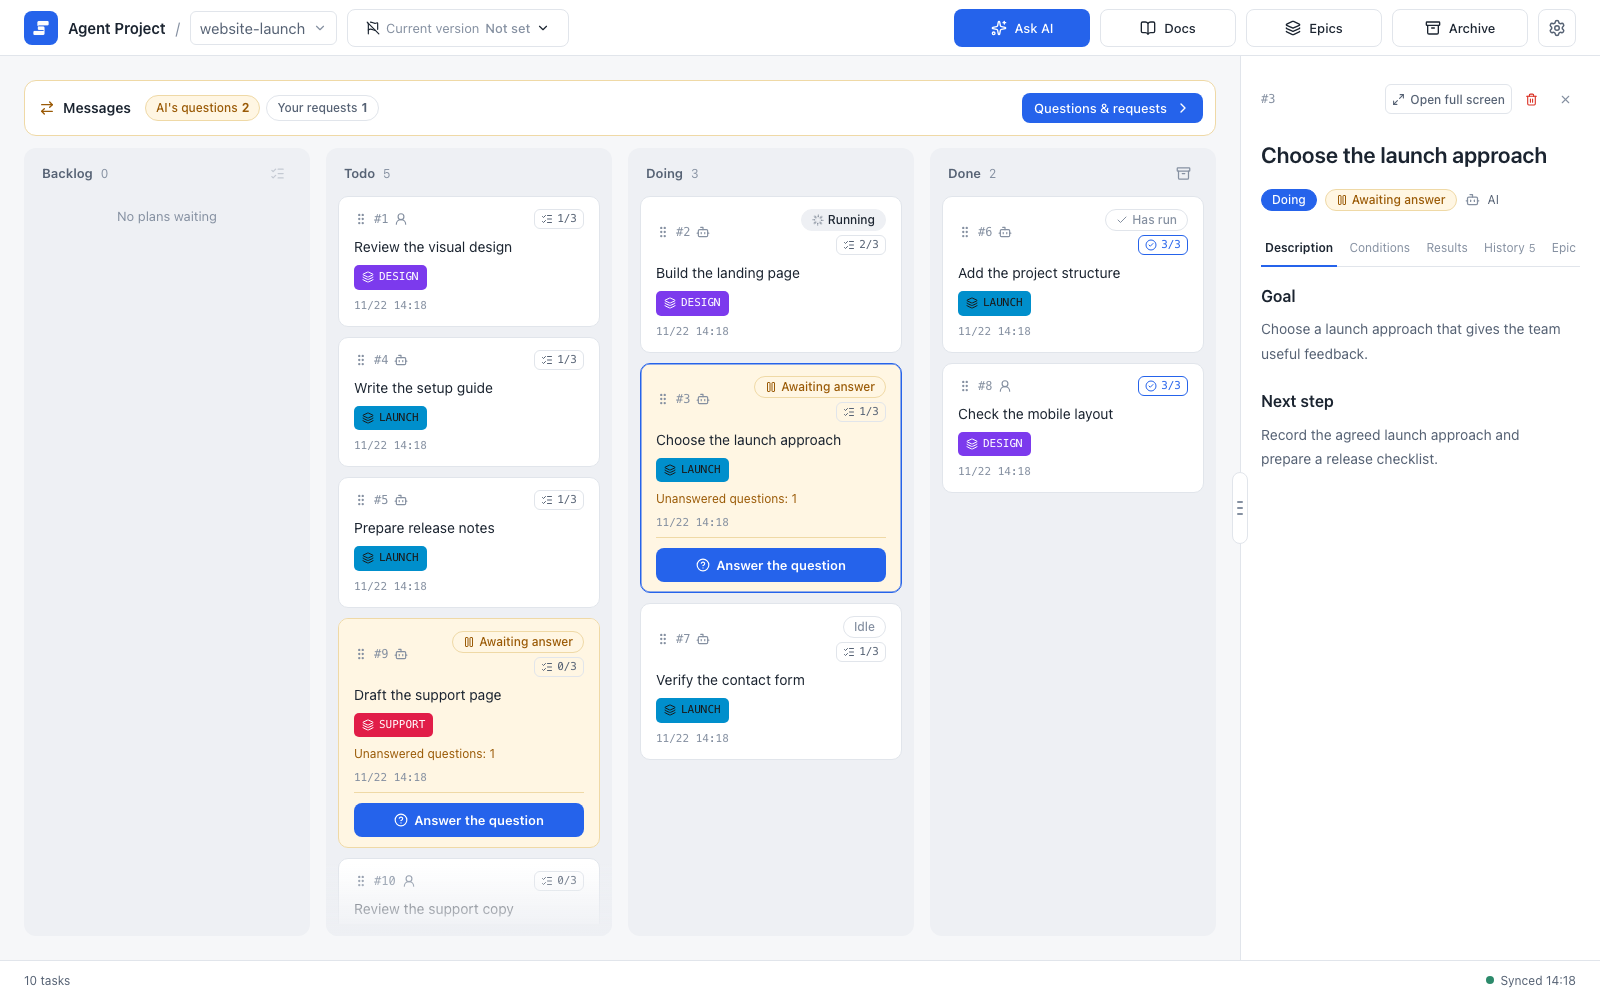 Agent Project / website-launch
Current version Not set
Ask AI
Docs
Epics
Archive
Messages
AI's questions 2
Your requests 1
Questions & requests
Backlog 0
No plans waiting
Todo 5
#1
1/3
Review the visual design
DESIGN
11/22 14:18
#4
1/3
Write the setup guide
LAUNCH
11/22 14:18
#5
1/3
Prepare release notes
LAUNCH
11/22 14:18
Awaiting answer
#9
0/3
Draft the support page
SUPPORT
Unanswered questions: 1
11/22 14:18
Answer the question
#10
0/3
Review the support copy
Doing 3
Running
#2
2/3
Build the landing page
DESIGN
11/22 14:18
Awaiting answer
#3
1/3
Choose the launch approach
LAUNCH
Unanswered questions: 1
11/22 14:18
Answer the question
Idle
#7
1/3
Verify the contact form
LAUNCH
11/22 14:18
Done 2
Has run
#6
3/3
Add the project structure
LAUNCH
11/22 14:18
#8
3/3
Check the mobile layout
DESIGN
11/22 14:18
#3
Open full screen
Choose the launch approach
Doing
Awaiting answer
AI
Description
Conditions
Results
History 5
Epic
Goal
Choose a launch approach that gives the team
useful feedback.
Next step
Record the agreed launch approach and
prepare a release checklist.
10 tasks
Synced 14:18